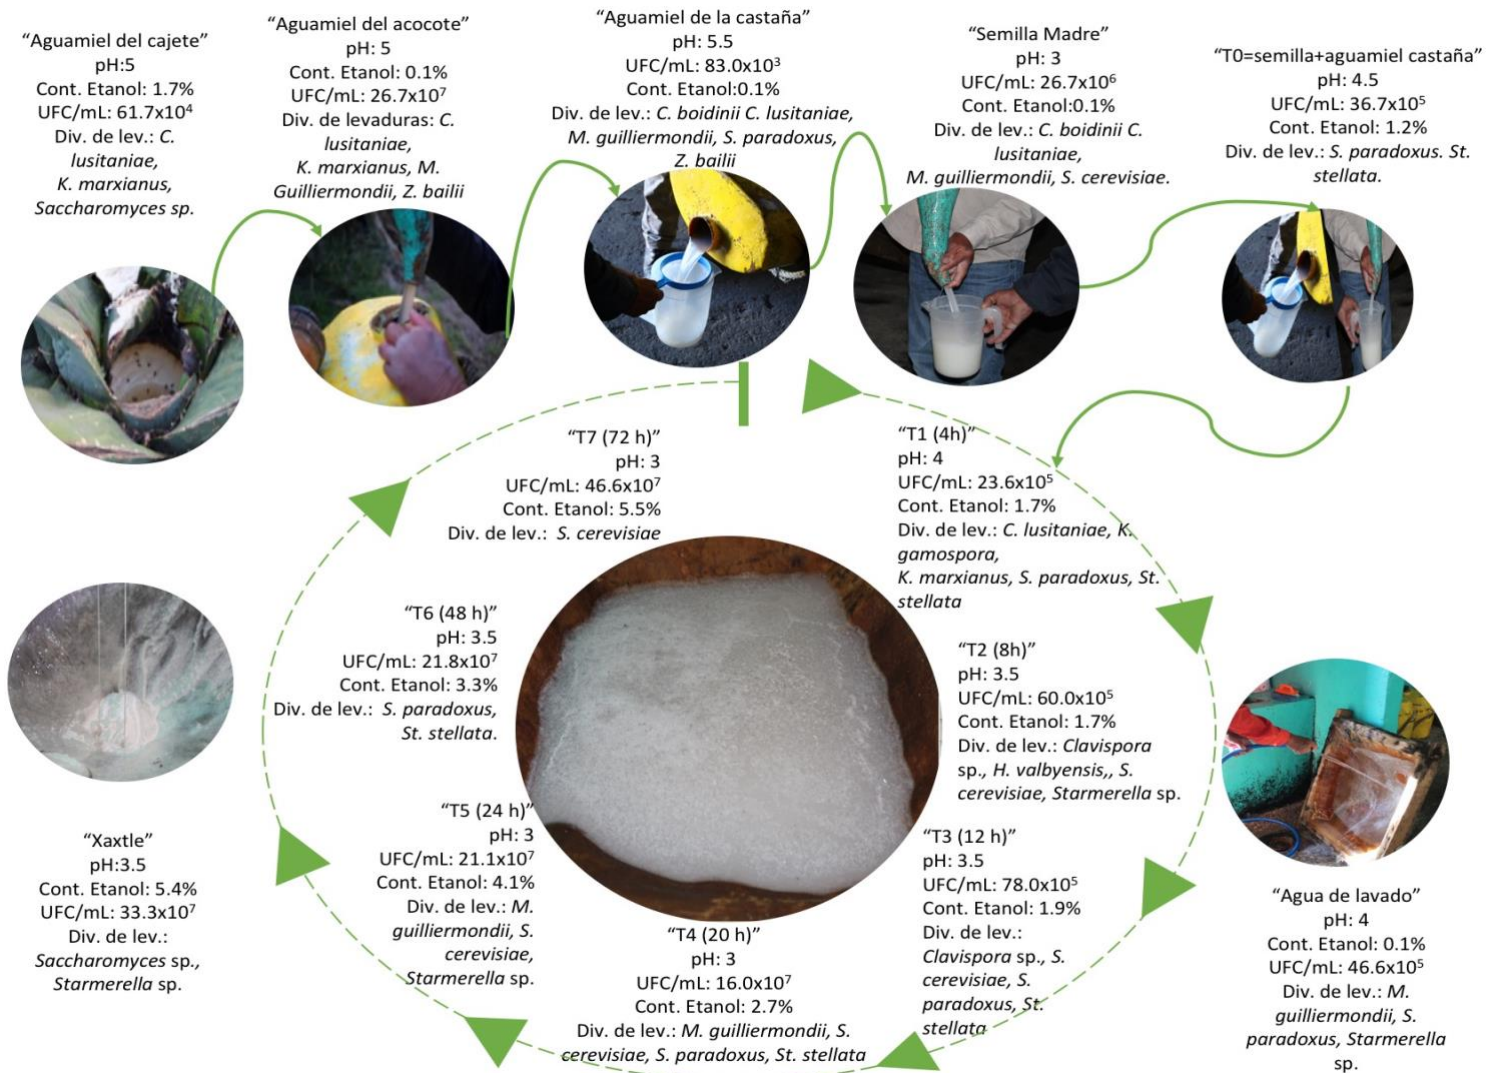 “Aguamiel del cajete”
pH:5
Cont. Etanol: 1.7%
UFC/mL: 61.7x10⁴
Div. de lev.: C.
lusitaniae,
K. marxianus,
Saccharomyces sp.
“Aguamiel del acocote”
pH: 5
Cont. Etanol: 0.1%
UFC/mL: 26.7x10⁷
Div. de levaduras: C.
lusitaniae,
K. marxianus, M.
Guilliermondii, Z. bailii
“Aguamiel de la castaña”
pH: 5.5
UFC/mL: 83.0x10³
Cont. Etanol:0.1%
Div. de lev.: C. boidinii C. lusitaniae,
M. guilliermondii, S. paradoxus,
Z. bailii
“Semilla Madre”
pH: 3
UFC/mL: 26.7x10⁶
Cont. Etanol:0.1%
Div. de lev.: C. boidinii C.
lusitaniae,
M. guilliermondii, S. cerevisiae.
“T0=semilla+aguamiel castaña”
pH: 4.5
UFC/mL: 36.7x10⁵
Cont. Etanol: 1.2%
Div. de lev.: S. paradoxus. St.
stellata.
“T1 (4h)”
pH: 4
UFC/mL: 23.6x10⁵
Cont. Etanol: 1.7%
Div. de lev.: C. lusitaniae, K.
gamospora,
K. marxianus, S. paradoxus, St.
stellata
“T2 (8h)”
pH: 3.5
UFC/mL: 60.0x10⁵
Cont. Etanol: 1.7%
Div. de lev.: Clavispora
sp., H. valbyensis,, S.
cerevisiae, Starmerella sp.
“T3 (12 h)”
pH: 3.5
UFC/mL: 78.0x10⁵
Cont. Etanol: 1.9%
Div. de lev.:
Clavispora sp., S.
cerevisiae, S.
paradoxus, St.
stellata
“T4 (20 h)”
pH: 3
UFC/mL: 16.0x10⁷
Cont. Etanol: 2.7%
Div. de lev.: M. guilliermondii, S.
cerevisiae, S. paradoxus, St. stellata
“T5 (24 h)”
pH: 3
UFC/mL: 21.1x10⁷
Cont. Etanol: 4.1%
Div. de lev.: M.
guilliermondii, S.
cerevisiae,
Starmerella sp.
“T6 (48 h)”
pH: 3.5
UFC/mL: 21.8x10⁷
Cont. Etanol: 3.3%
Div. de lev.: S. paradoxus,
St. stellata.
“T7 (72 h)”
pH: 3
UFC/mL: 46.6x10⁷
Cont. Etanol: 5.5%
Div. de lev.: S. cerevisiae
“Xaxtle”
pH:3.5
Cont. Etanol: 5.4%
UFC/mL: 33.3x10⁷
Div. de lev.:
Saccharomyces sp.,
Starmerella sp.
“Agua de lavado”
pH: 4
Cont. Etanol: 0.1%
UFC/mL: 46.6x10⁵
Div. de lev.: M.
guilliermondii, S.
paradoxus, Starmerella
sp.